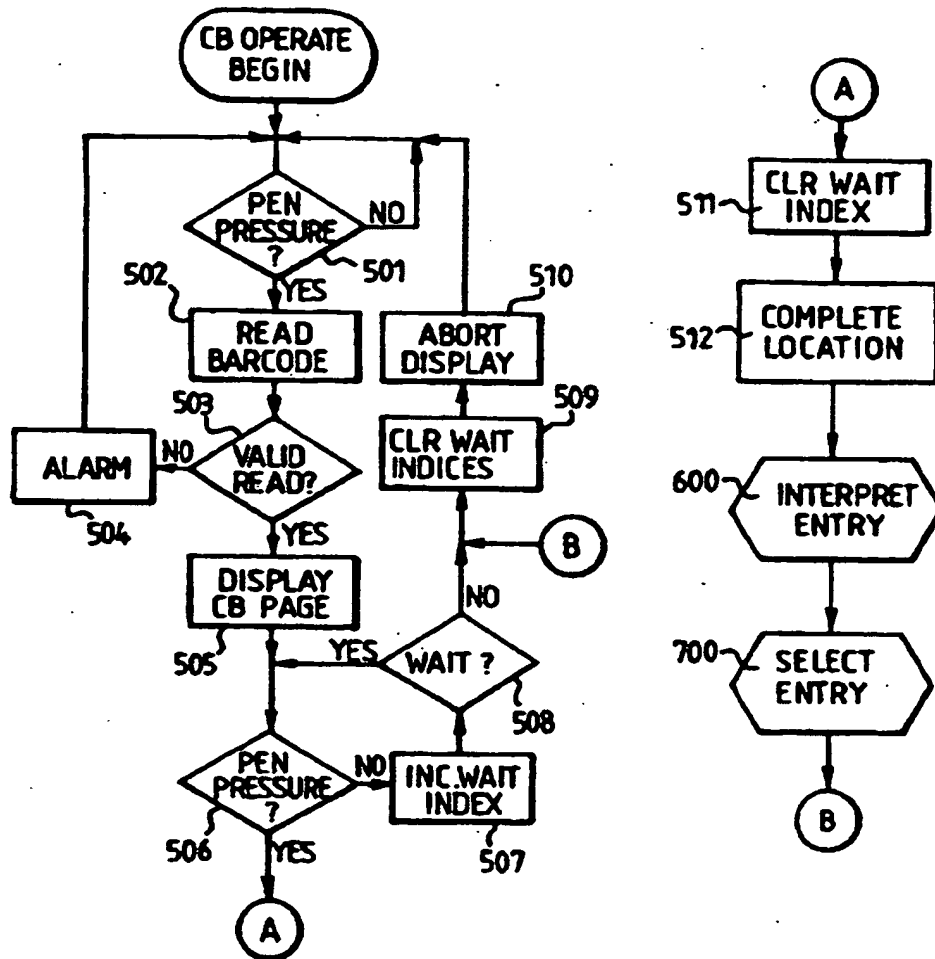 CB OPERATE
BEGIN
PEN
PRESSURE
?
NO
501
YES
502
READ
BARCODE
503
VALID
READ?
NO
ALARM
504
YES
DISPLAY
CB PAGE
505
PEN
PRESSURE
?
506
NO
YES
A
INC.WAIT
INDEX
507
WAIT ?
508
YES
NO
B
CLR WAIT
INDICES
509
ABORT
DISPLAY
510
A
511
CLR WAIT
INDEX
512
COMPLETE
LOCATION
600
INTERPRET
ENTRY
700
SELECT
ENTRY
B